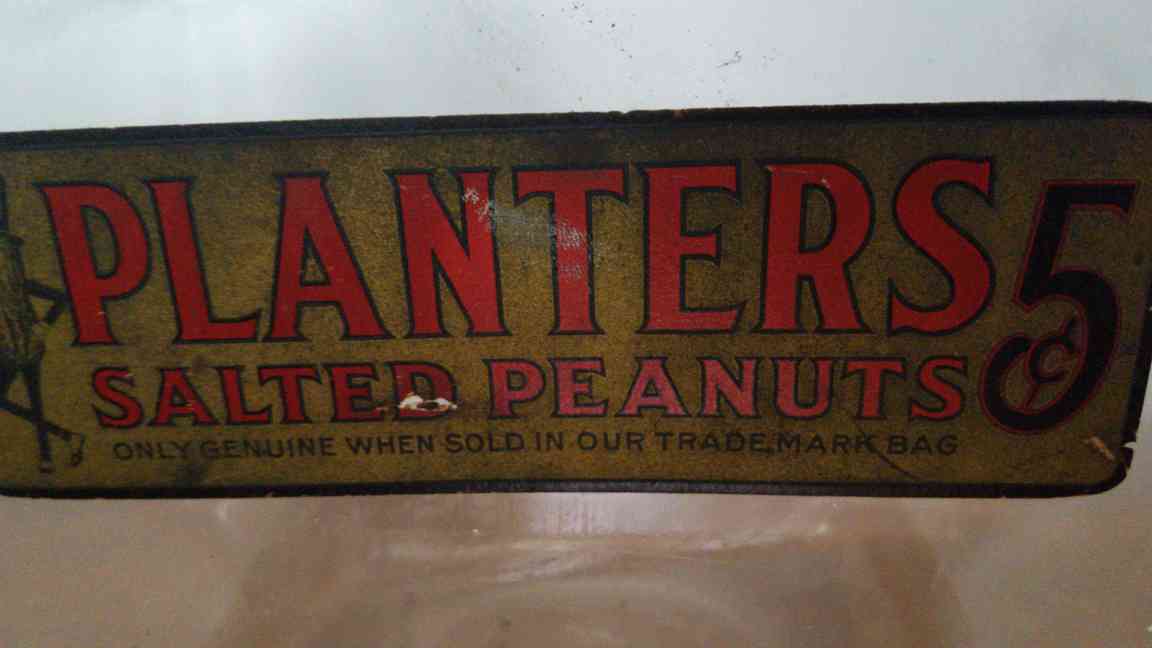 PLANTERS 5¢
SALTED PEANUTS
ONLY GENUINE WHEN SOLD IN OUR TRADE MARK BAG